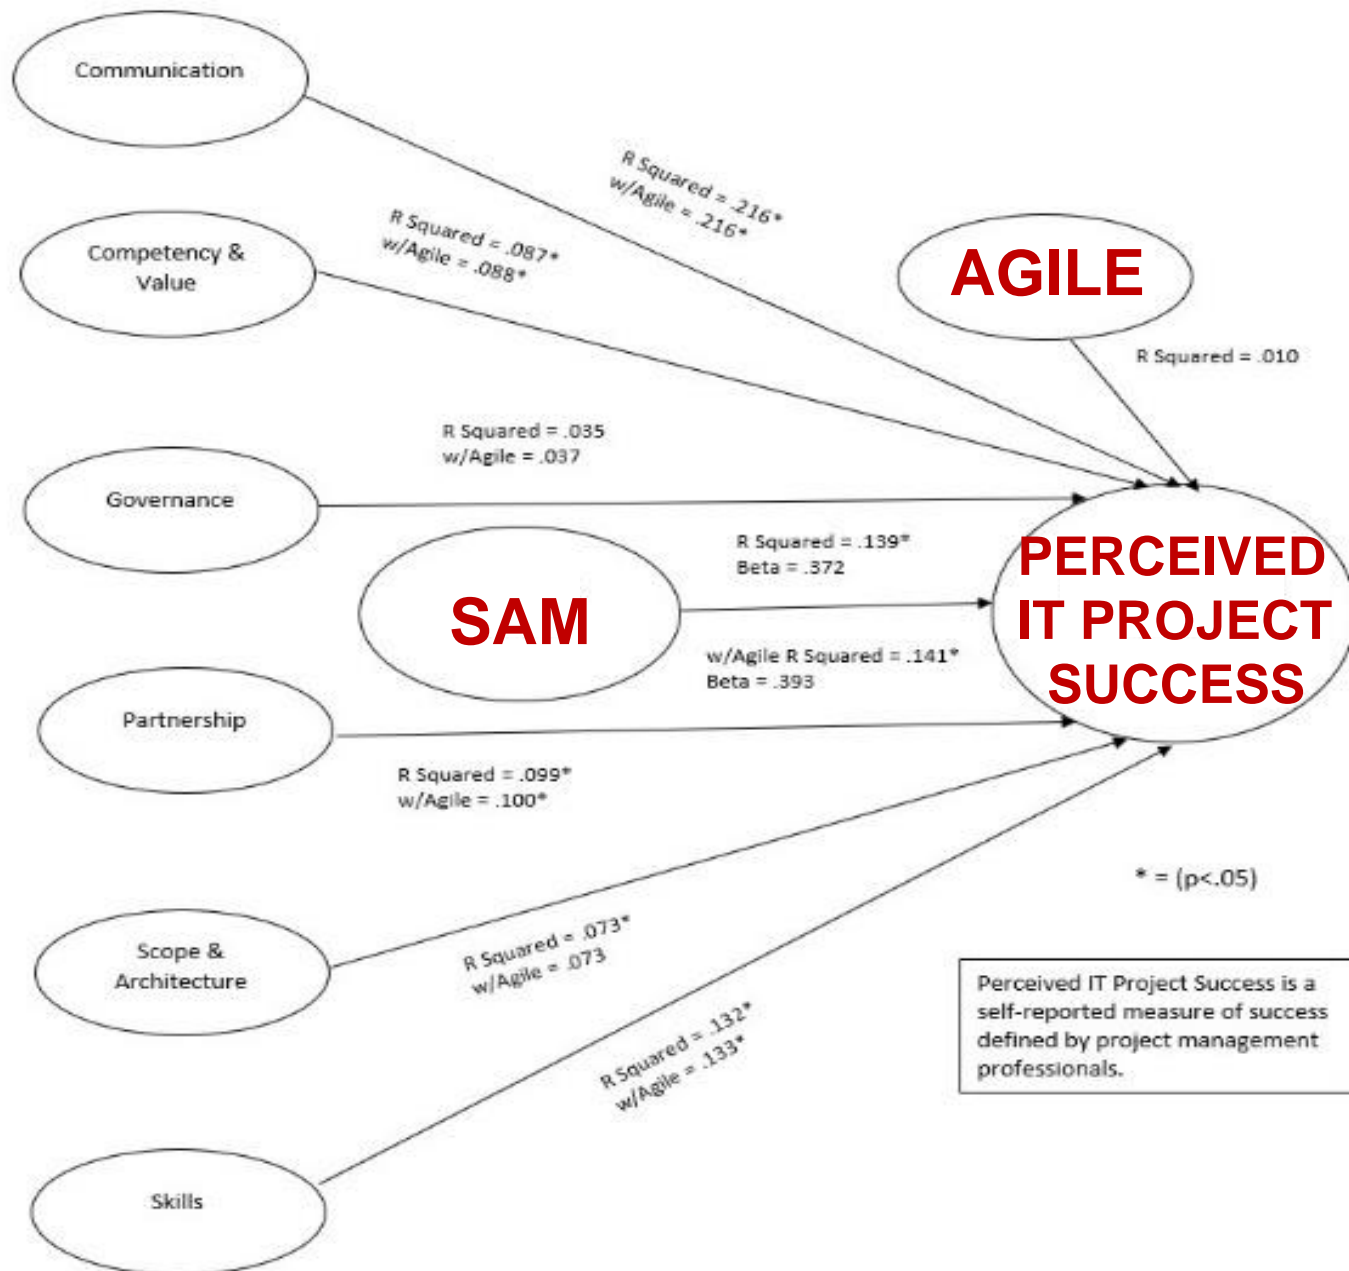 Communication
R Squared = .216*
w/Agile = .216*
Competency &
Value
R Squared = .087*
w/Agile = .088*
AGILE
R Squared = .010
Governance
R Squared = .035
w/Agile = .037
SAM
R Squared = .139*
Beta = .372
w/Agile R Squared = .141*
Beta = .393
PERCEIVED
IT PROJECT
SUCCESS
Partnership
R Squared = .099*
w/Agile = .100*
* = (p<.05)
Scope &
Architecture
R Squared = .073*
w/Agile = .073
Perceived IT Project Success is a
self-reported measure of success
defined by project management
professionals.
R Squared = .132*
w/Agile = .133*
Skills